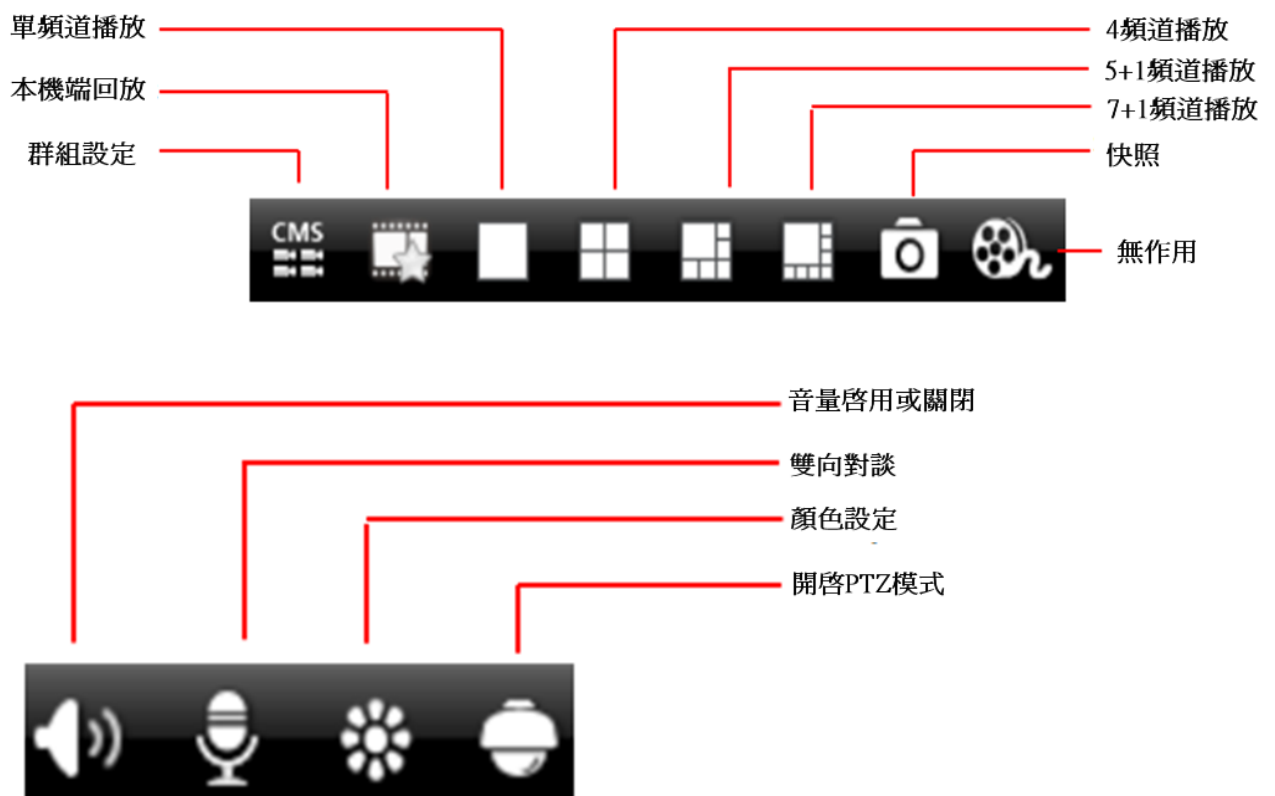 單頻道播放
4頻道播放
本機端回放
5+1頻道播放
7+1頻道播放
群組設定
快照
CMS
無作用
音量啓用或關閉
雙向對談
顏色設定
開啓PTZ模式